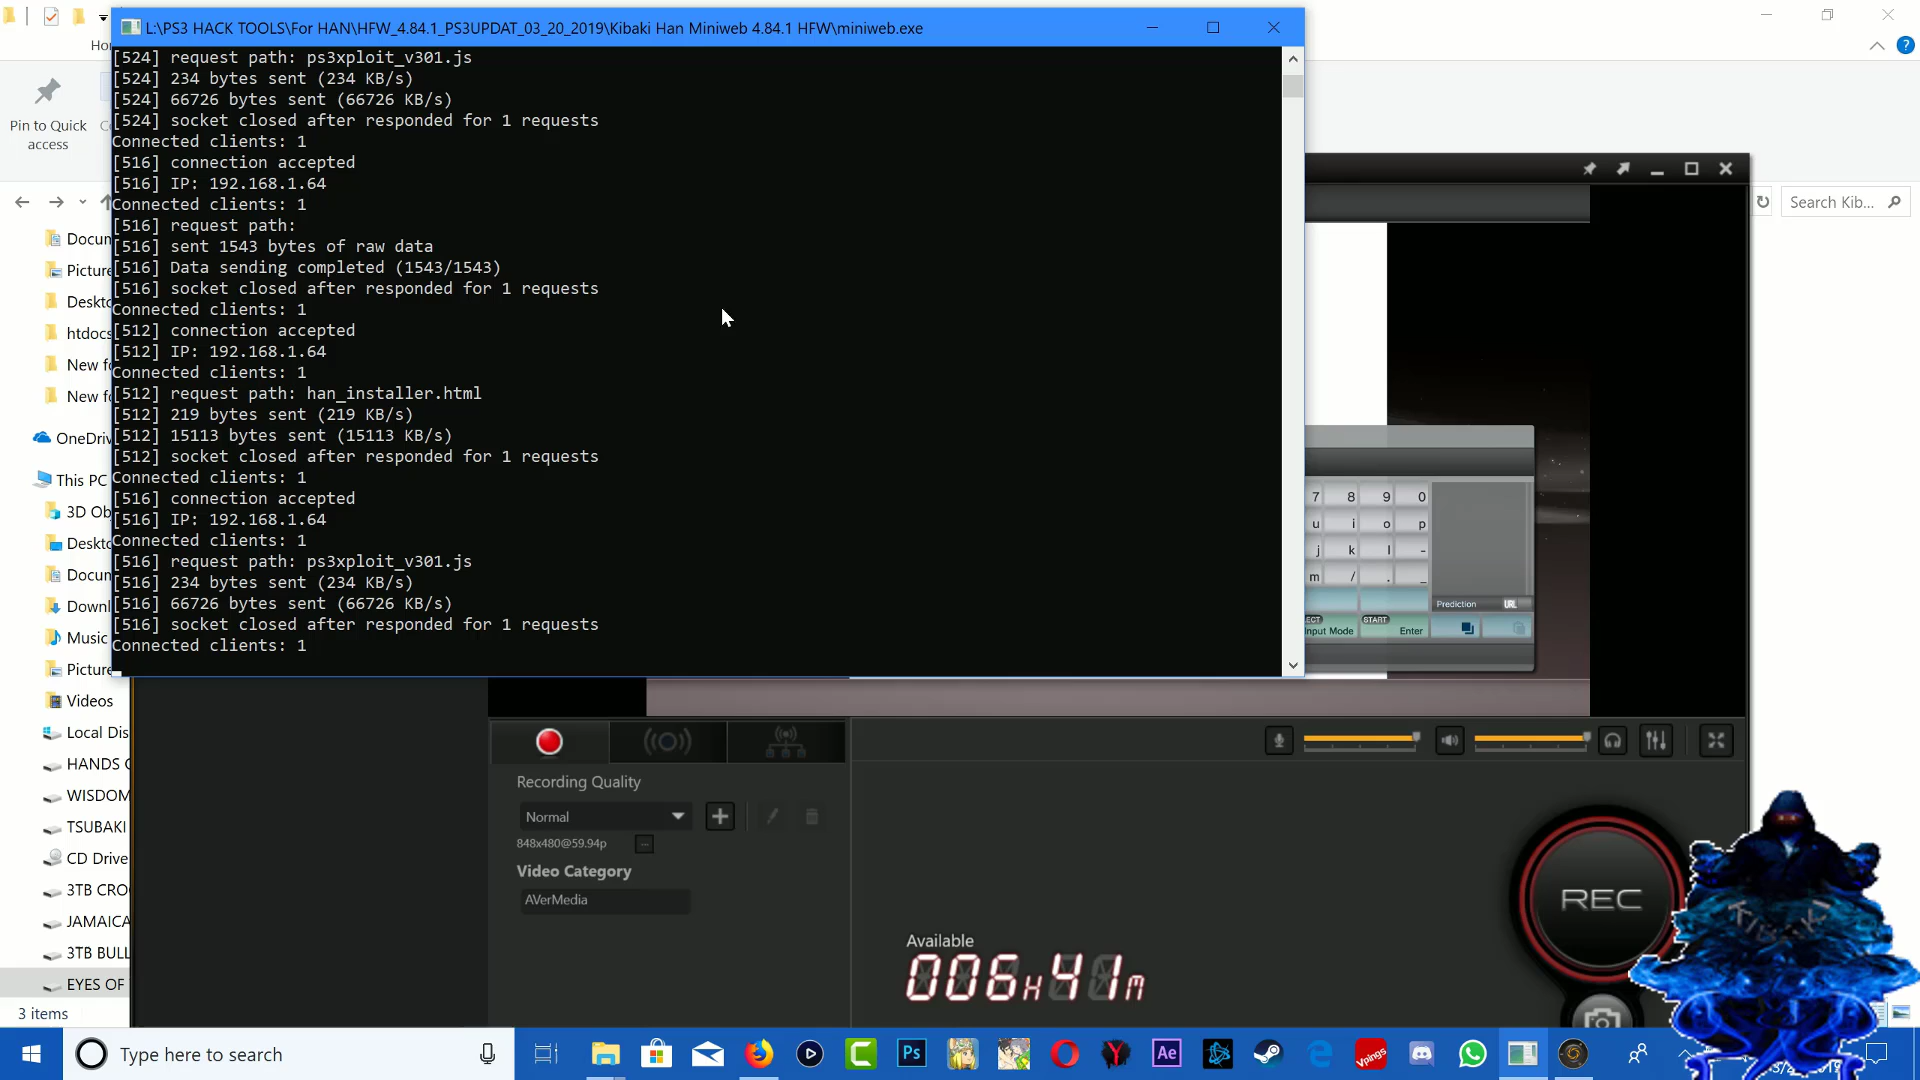 L:\PS3 HACK TOOLS\For HAN\HFW_4.84.1_PS3UPDAT_03_20_2019\Kibaki Han Miniweb 4.84.1 HFW\miniweb.exe
[524] request path: ps3xploit_v301.js
[524] 234 bytes sent (234 KB/s)
[524] 66726 bytes sent (66726 KB/s)
[524] socket closed after responded for 1 requests
Connected clients: 1
[516] connection accepted
[516] IP: 192.168.1.64
Connected clients: 1
[516] request path:
[516] sent 1543 bytes of raw data
[516] Data sending completed (1543/1543)
[516] socket closed after responded for 1 requests
Connected clients: 1
[512] connection accepted
[512] IP: 192.168.1.64
Connected clients: 1
[512] request path: han_installer.html
[512] 219 bytes sent (219 KB/s)
[512] 15113 bytes sent (15113 KB/s)
[512] socket closed after responded for 1 requests
Connected clients: 1
[516] connection accepted
[516] IP: 192.168.1.64
Connected clients: 1
[516] request path: ps3xploit_v301.js
[516] 234 bytes sent (234 KB/s)
[516] 66726 bytes sent (66726 KB/s)
[516] socket closed after responded for 1 requests
Connected clients: 1
Hor
Pin to Quick
access
Docum
Picture
Deskto
htdocs
New fo
New fo
OneDriv
This PC
3D Ob
Deskto
Docum
Downl
Music
Picture
Videos
Local Dis
HANDS
WISDOM
TSUBAKI
CD Drive
3TB CRO
JAMAICA
3TB BULL
EYES OF
3 items
Search Kib...
7 8 9 0
u i o p
j k l -
m / . _
Prediction URL
Input Mode
START
Enter
Recording Quality
Normal
848x480@59.94p
Video Category
AVerMedia
Available
006H41M
REC
Type here to search
Ps
Ae
Vpings